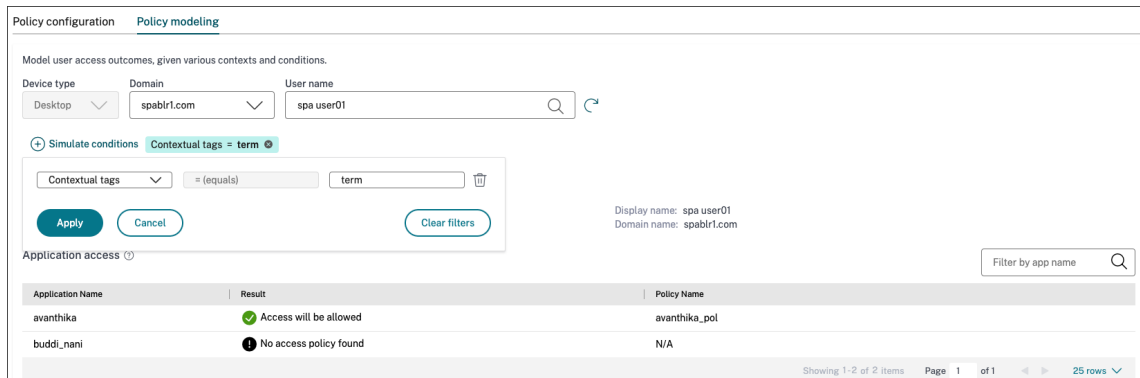 Policy configuration Policy modeling
Model user access outcomes, given various contexts and conditions.
Device type Domain User name
Desktop spablr1.com spa user01
Simulate conditions Contextual tags = term
Contextual tags = (equals) term
Apply Cancel Clear filters
Display name: spa user01
Domain name: spablr1.com
Application access
Filter by app name
Application Name Result Policy Name
avanthika Access will be allowed avanthika_pol
buddi_nani No access policy found N/A
Showing 1-2 of 2 items Page 1 of 1 25 rows